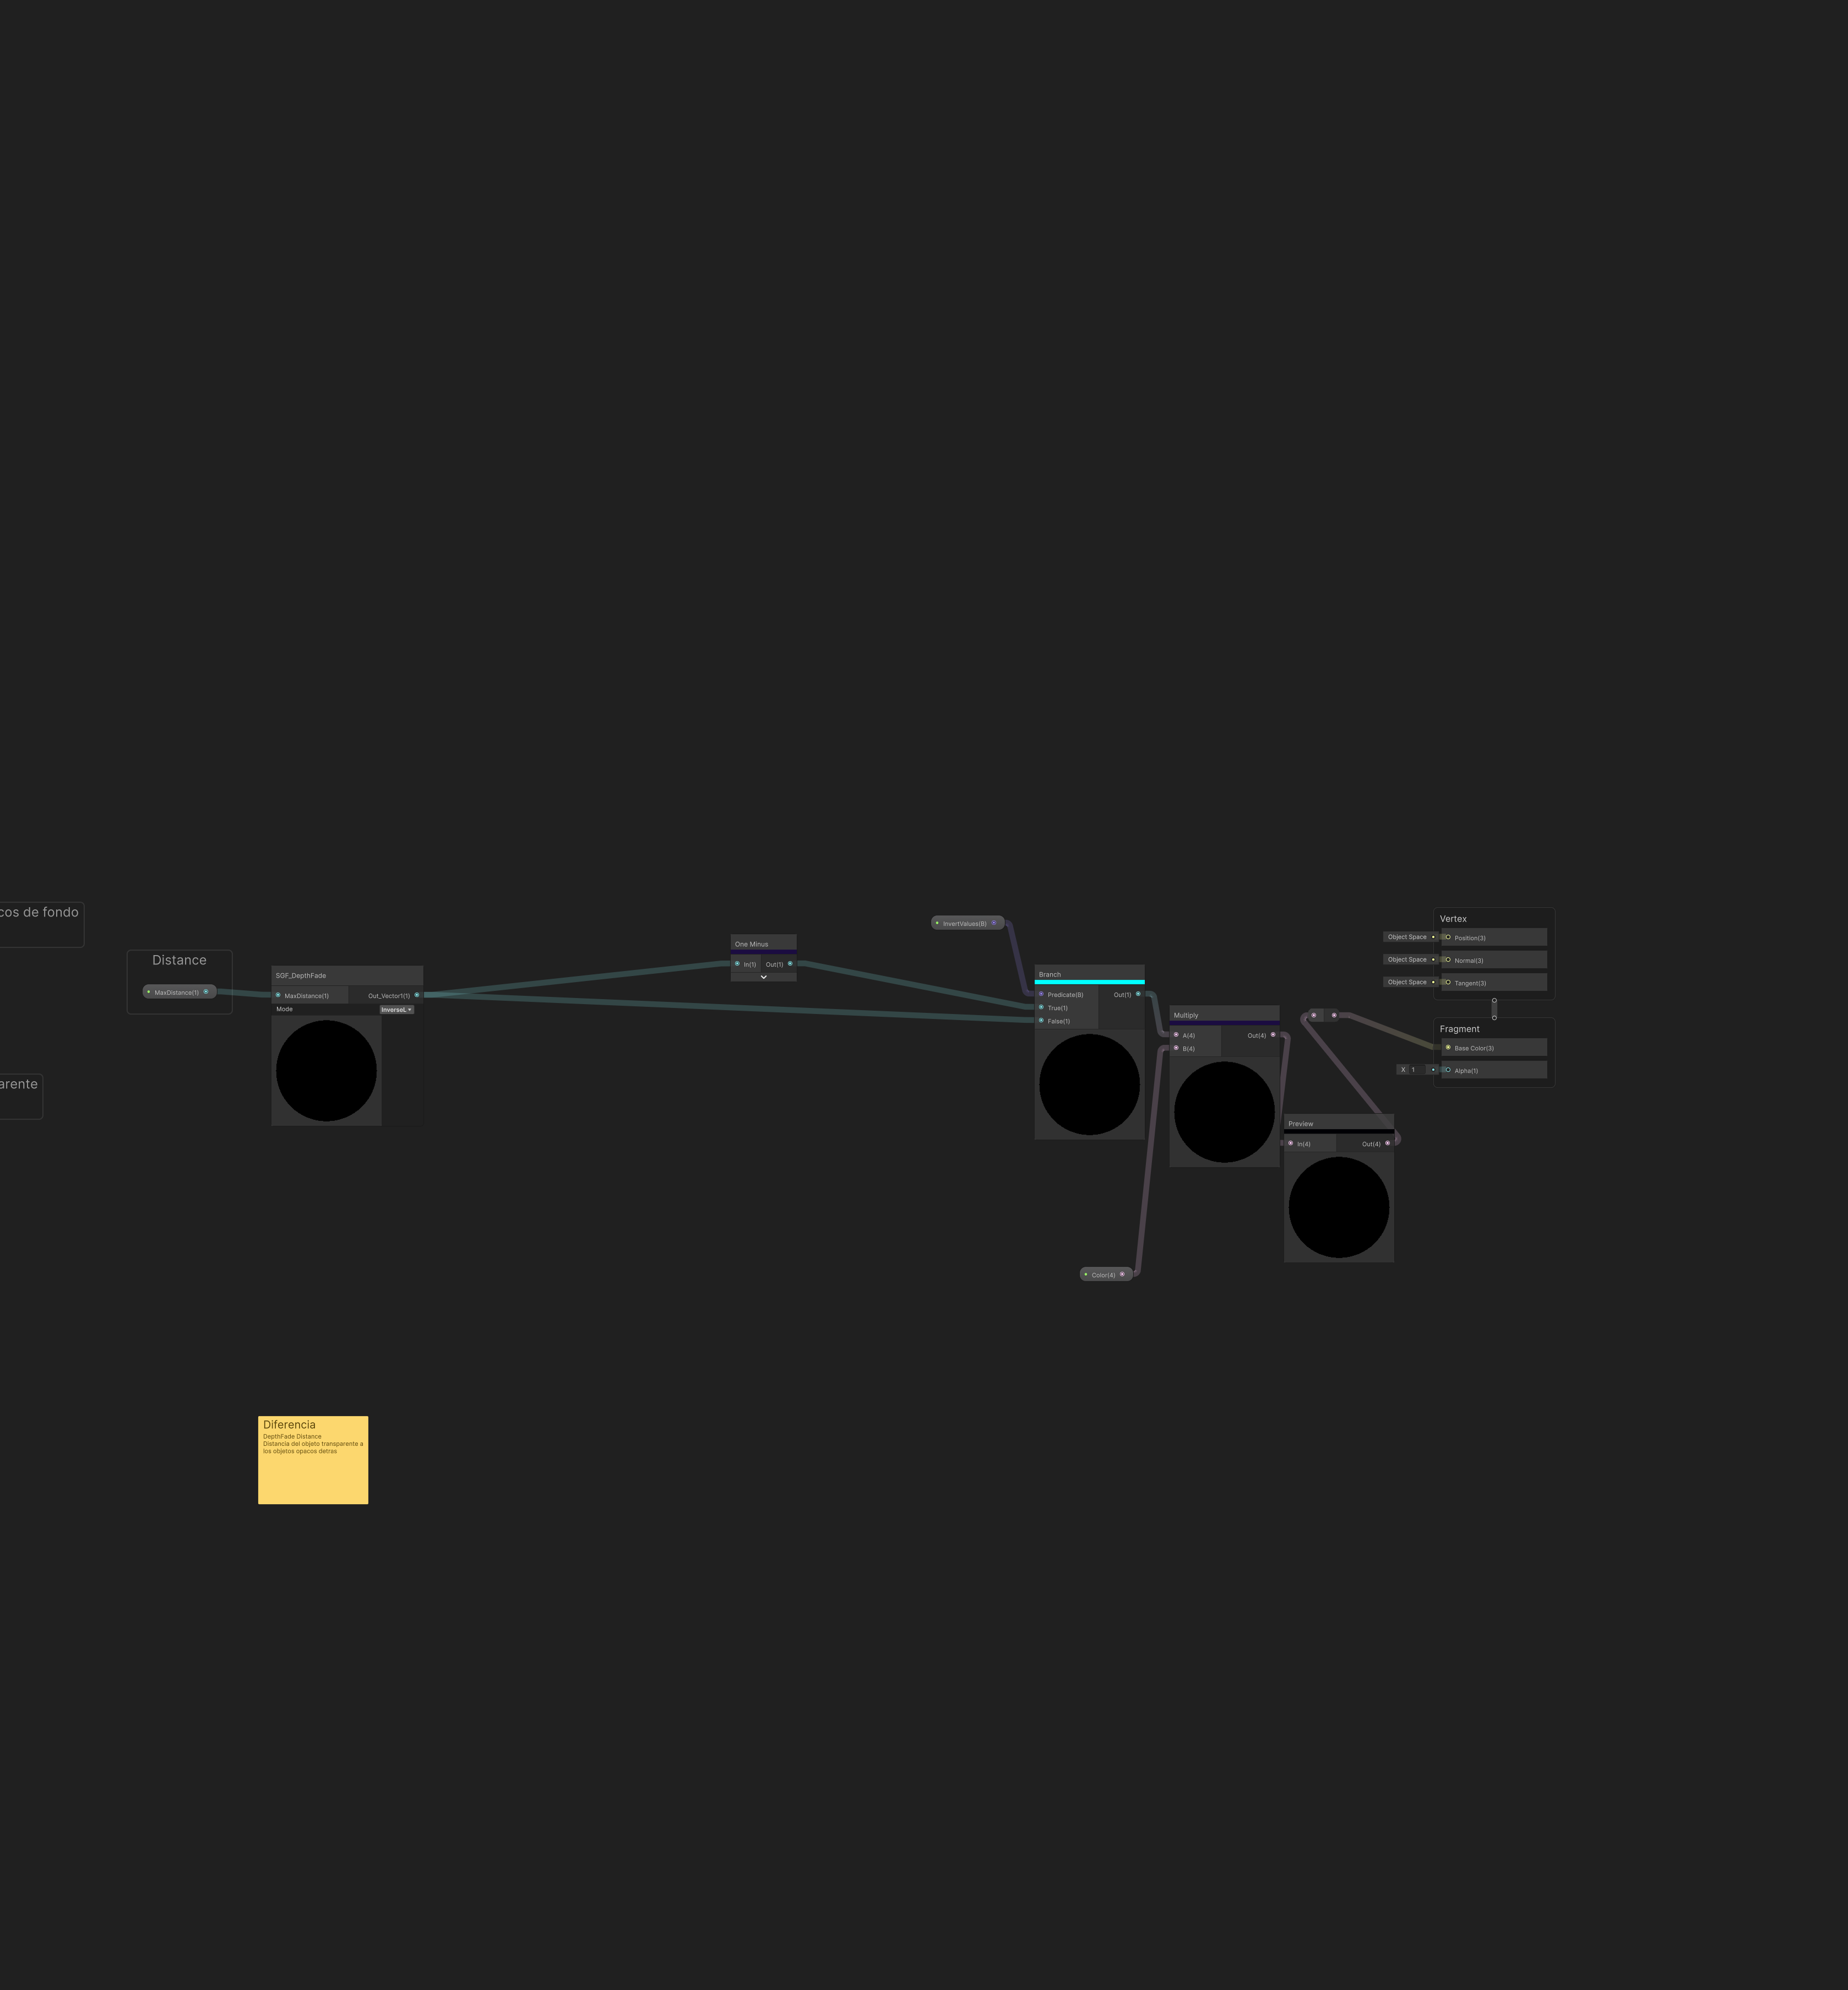 cos de fondo
Distance
MaxDistance(1)
arente
SGF_DepthFade
MaxDistance(1)
Out_Vector1(1)
Mode
InverseL
One Minus
In(1)
Out(1)
InvertValues(B)
Branch
Predicate(B)
Out(1)
True(1)
False(1)
Multiply
A(4)
Out(4)
B(4)
Color(4)
Preview
In(4)
Out(4)
Vertex
Object Space
Position(3)
Object Space
Normal(3)
Object Space
Tangent(3)
Fragment
Base Color(3)
X 1
Alpha(1)
Diferencia
DepthFade Distance
Distancia del objeto transparente a
los objetos opacos detras